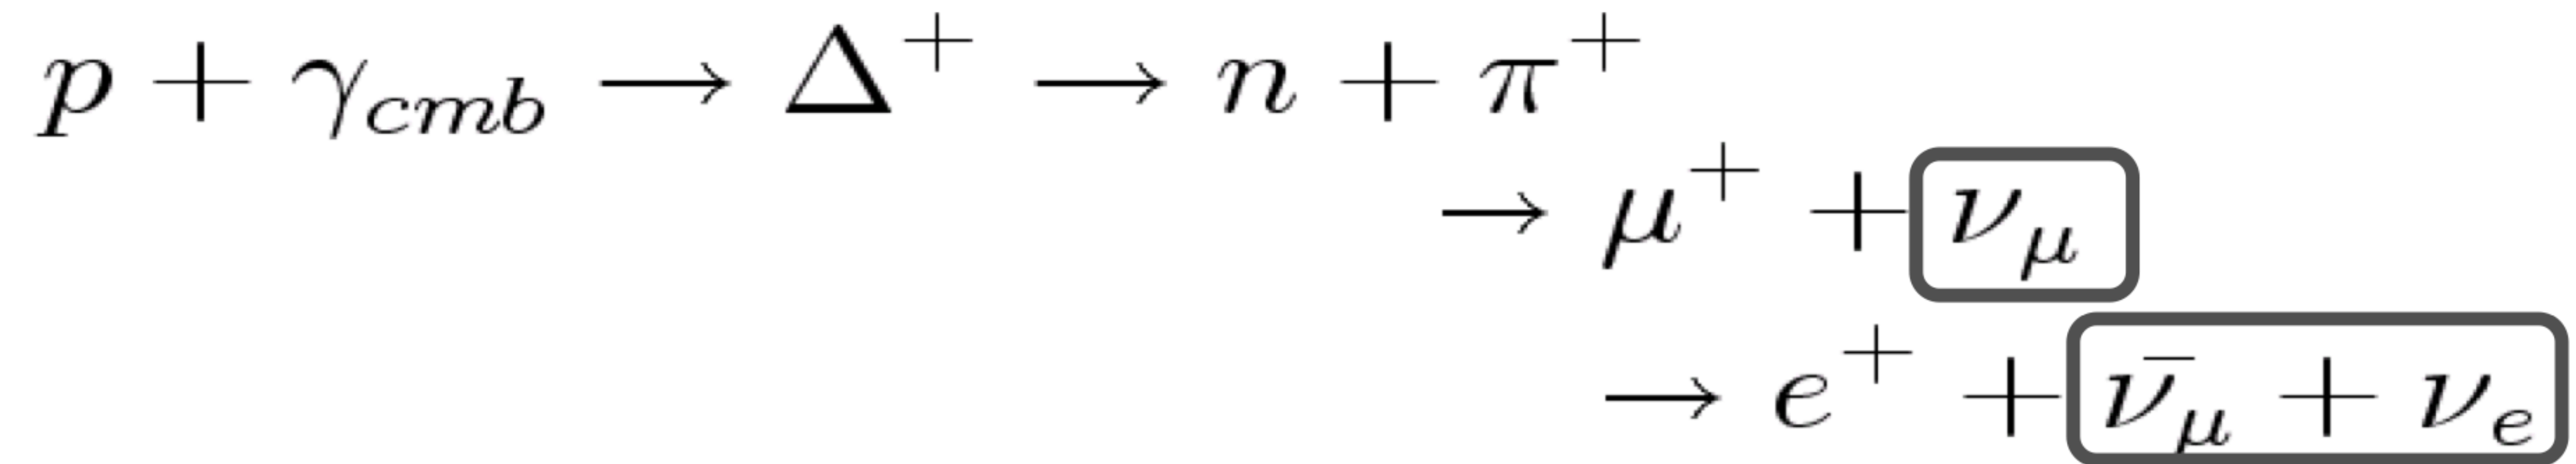 p + γ_cmb → Δ⁺ → n + π⁺
→ μ⁺ + ν_μ
→ e⁺ + ν̄_μ + ν_e